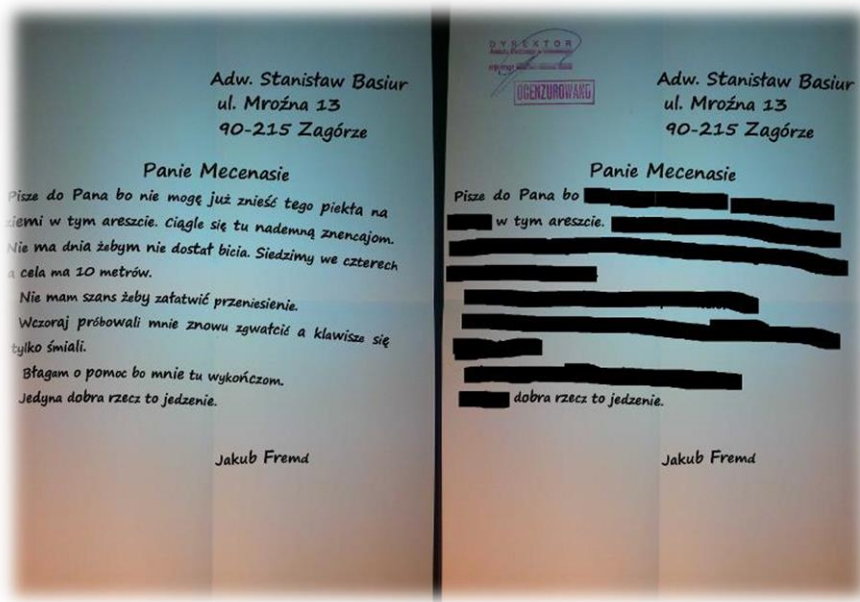 Adw. Stanisław Basiur
ul. Mroźna 13
90-215 Zagórze
Panie Mecenasie
Pisze do Pana bo nie mogę już znieść tego piekła na
ziemi w tym areszcie. Ciągle się tu nademną znencajom.
Nie ma dnia żebym nie dostał bicia. Siedzimy we czterech
a cela ma 10 metrów.
Nie mam szans żeby załatwić przeniesienie.
Wczoraj próbowali mnie znowu zgwałcić a klawisze się
tylko śmiali.
Błagam o pomoc bo mnie tu wykończom.
Jedyna dobra rzecz to jedzenie.
Jakub Fremd
DYREKTOR
OCENZUROWANO
Adw. Stanisław Basiur
ul. Mroźna 13
90-215 Zagórze
Panie Mecenasie
Pisze do Pana bo
w tym areszcie.
dobra rzecz to jedzenie.
Jakub Fremd